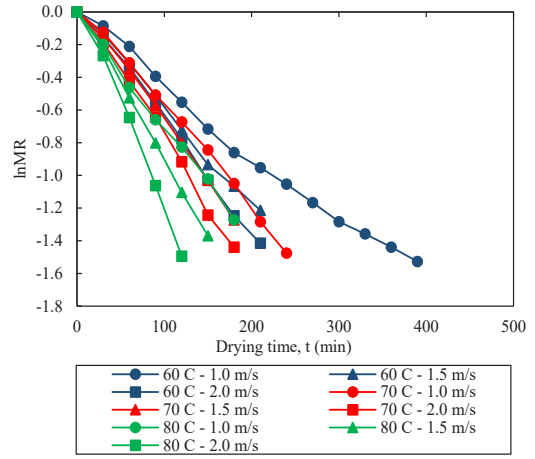 0.0
-0.2
-0.4
-0.6
-0.8
-1.0
-1.2
-1.4
-1.6
-1.8
lnMR
0 100 200 300 400 500
Drying time, t (min)
60 C - 1.0 m/s 60 C - 1.5 m/s
60 C - 2.0 m/s 70 C - 1.0 m/s
70 C - 1.5 m/s 70 C - 2.0 m/s
80 C - 1.0 m/s 80 C - 1.5 m/s
80 C - 2.0 m/s